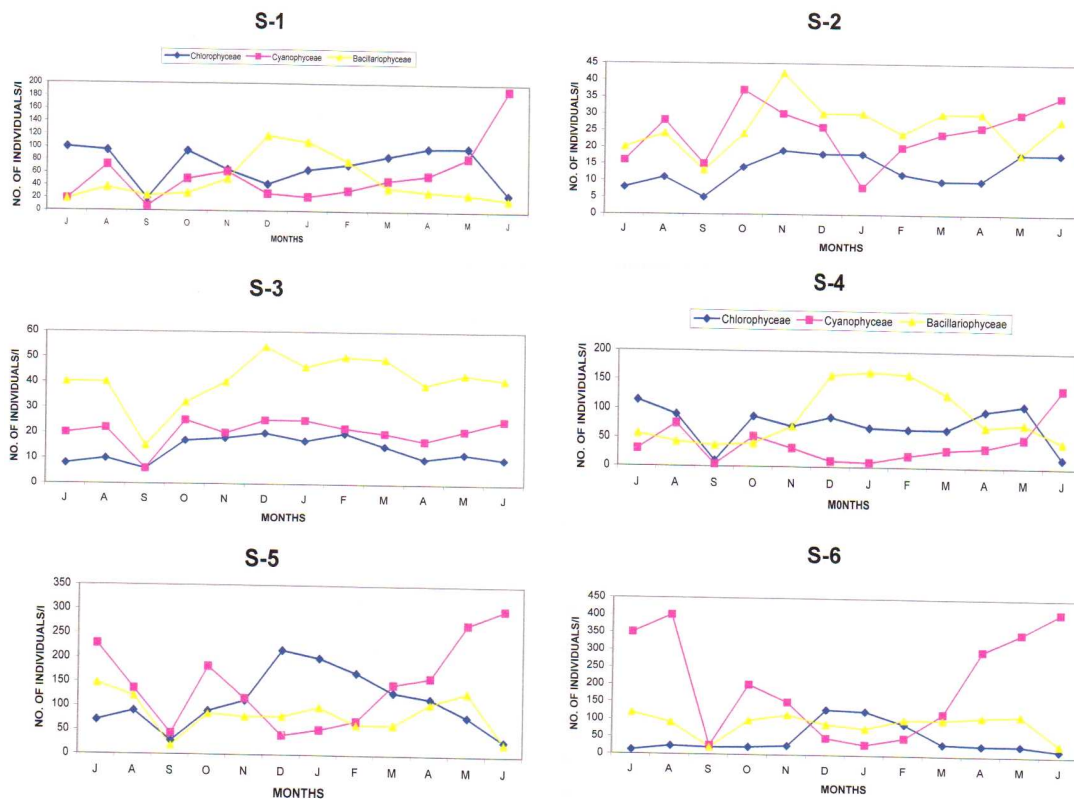 S-1
Chlorophyceae Cyanophyceae Bacillariophyceae
NO. OF INDIVIDUALS/l
200
180
160
140
120
100
80
60
40
20
0
J A S O N D J F M A M J
MONTHS
S-2
NO. OF INDIVIDUALS/l
45
40
35
30
25
20
15
10
5
0
J A S O N D J F M A M J
MONTHS
S-3
NO. OF INDIVIDUALS/l
60
50
40
30
20
10
0
J A S O N D J F M A M J
MONTHS
S-4
Chlorophyceae Cyanophyceae Bacillariophyceae
NO. OF INDIVIDUALS/l
200
150
100
50
0
J A S O N D J F M A M J
M0NTHS
S-5
NO. OF INDIVIDUALS/l
350
300
250
200
150
100
50
0
J A S O N D J F M A M J
MONTHS
S-6
NO. OF INDIVIDUALS/l
450
400
350
300
250
200
150
100
50
0
J A S O N D J F M A M J
MONTHS